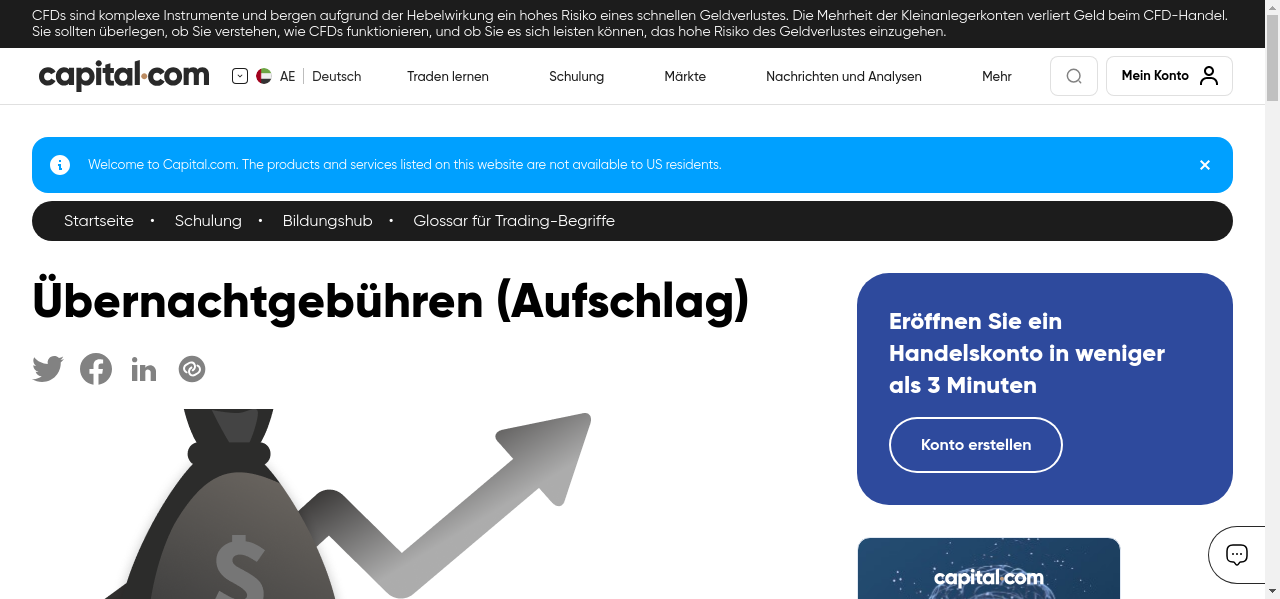 CFDs sind komplexe Instrumente und bergen aufgrund der Hebelwirkung ein hohes Risiko eines schnellen Geldverlustes. Die Mehrheit der Kleinanlegerkonten verliert Geld beim CFD-Handel.
Sie sollten überlegen, ob Sie verstehen, wie CFDs funktionieren, und ob Sie es sich leisten können, das hohe Risiko des Geldverlustes einzugehen.
capital.com AE Deutsch Traden lernen Schulung Märkte Nachrichten und Analysen Mehr Mein Konto
Welcome to Capital.com. The products and services listed on this website are not available to US residents.
Startseite • Schulung • Bildungshub • Glossar für Trading-Begriffe
Übernachtgebühren (Aufschlag)
Eröffnen Sie ein
Handelskonto in weniger
als 3 Minuten
Konto erstellen
$
capital.com